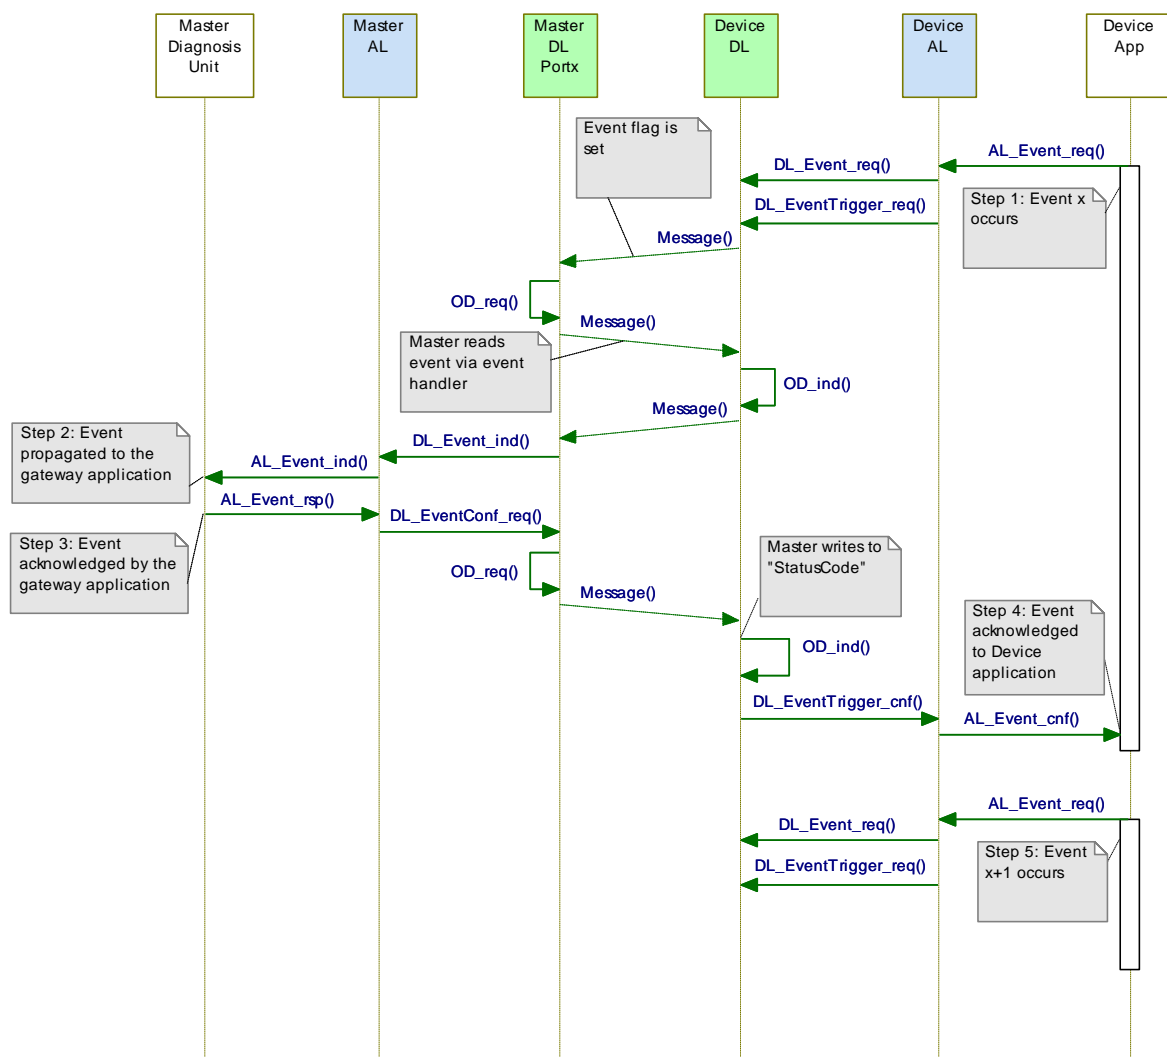 Master
Diagnosis
Unit
Master
AL
Master
DL
Portx
Device
DL
Device
AL
Device
App
Event flag is
set
AL_Event_req()
DL_Event_req()
Step 1: Event x
occurs
DL_EventTrigger_req()
Message()
OD_req()
Message()
Master reads
event via event
handler
OD_ind()
Message()
Step 2: Event
propagated to the
gateway application
DL_Event_ind()
AL_Event_ind()
AL_Event_rsp()
DL_EventConf_req()
Step 3: Event
acknowledged by the
gateway application
Master writes to
"StatusCode"
OD_req()
Message()
Step 4: Event
acknowledged
to Device
application
OD_ind()
DL_EventTrigger_cnf()
AL_Event_cnf()
AL_Event_req()
DL_Event_req()
Step 5: Event
x+1 occurs
DL_EventTrigger_req()